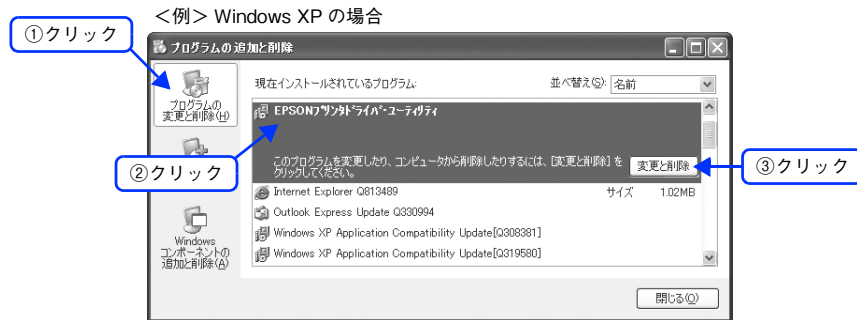 <例> Windows XP の場合
①クリック
プログラムの追加と削除
プログラムの
変更と削除(H)
現在インストールされているプログラム:
並べ替え(S): 名前
EPSONプリンタドライバ・ユーティリティ
②クリック
このプログラムを変更したり、コンピュータから削除したりするには、[変更と削除] を
クリックしてください。
変更と削除
③クリック
Internet Explorer Q813489
サイズ 1.02MB
Outlook Express Update Q330994
Windows XP Application Compatibility Update[Q308381]
Windows XP Application Compatibility Update[Q319580]
Windows
コンポーネントの
追加と削除(A)
閉じる(O)